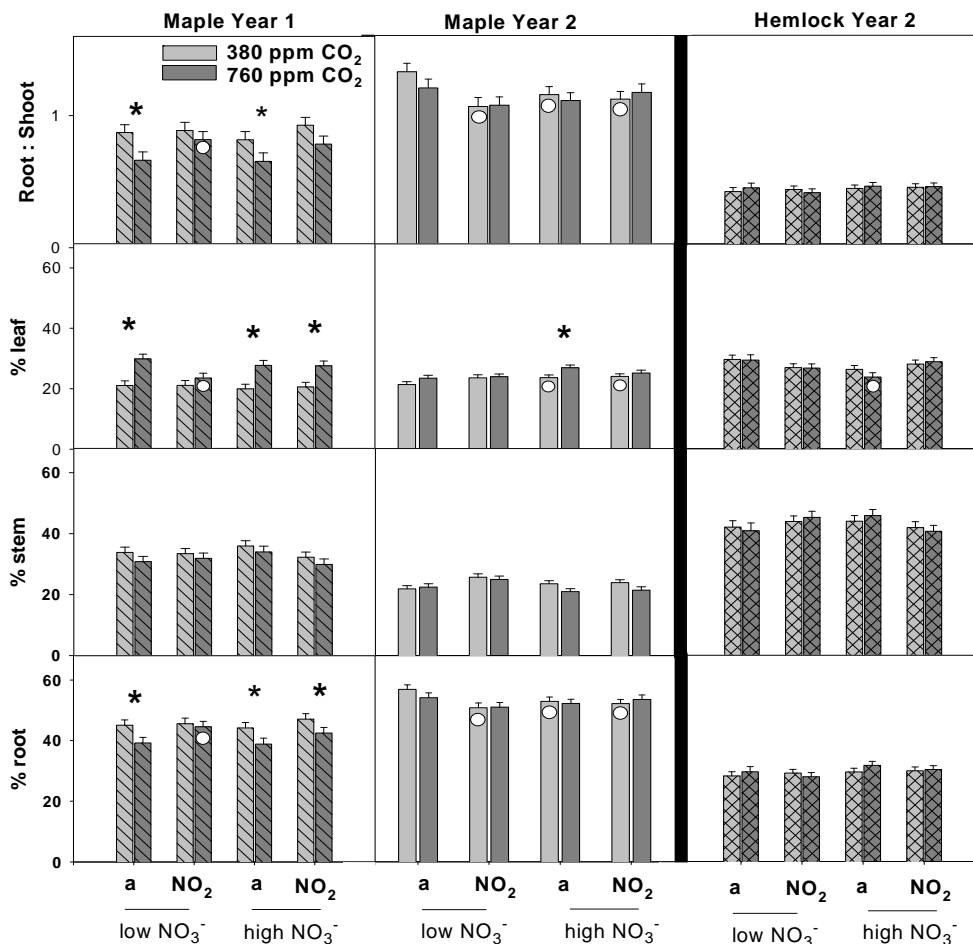 Maple Year 1 Maple Year 2 Hemlock Year 2
380 ppm CO₂
760 ppm CO₂
Root : Shoot
1
0
* *
% leaf
60
40
20
0
* * * *
% stem
60
40
20
0
% root
60
40
20
0
* * *
a NO₂ a NO₂ a NO₂ a NO₂ a NO₂ a NO₂
low NO₃⁻ high NO₃⁻ low NO₃⁻ high NO₃⁻ low NO₃⁻ high NO₃⁻